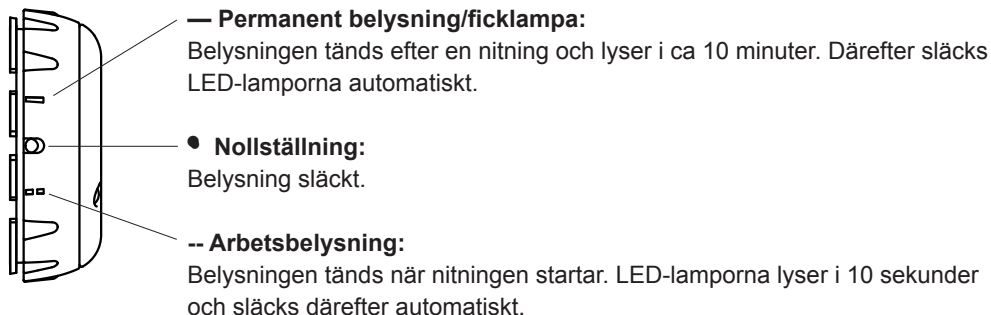 — Permanent belysning/ficklampa:
Belysningen tänds efter en nitning och lyser i ca 10 minuter. Därefter släcks
LED-lamporna automatiskt.
● Nollställning:
Belysning släckt.
-- Arbetsbelysning:
Belysningen tänds när nitningen startar. LED-lamporna lyser i 10 sekunder
och släcks därefter automatiskt.